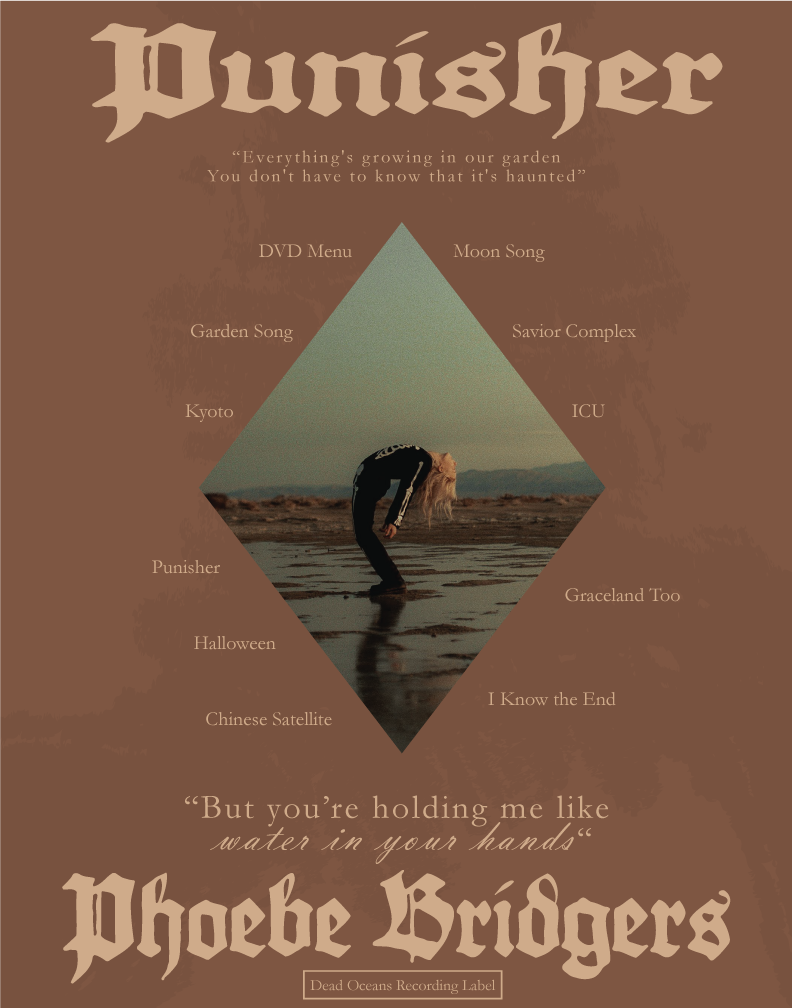 Punisher
“Everything's growing in our garden
You don't have to know that it's haunted”
DVD Menu
Garden Song
Kyoto
Punisher
Halloween
Chinese Satellite
Moon Song
Savior Complex
ICU
Graceland Too
I Know the End
“But you’re holding me like
water in your hands“
Phoebe Bridgers
Dead Oceans Recording Label